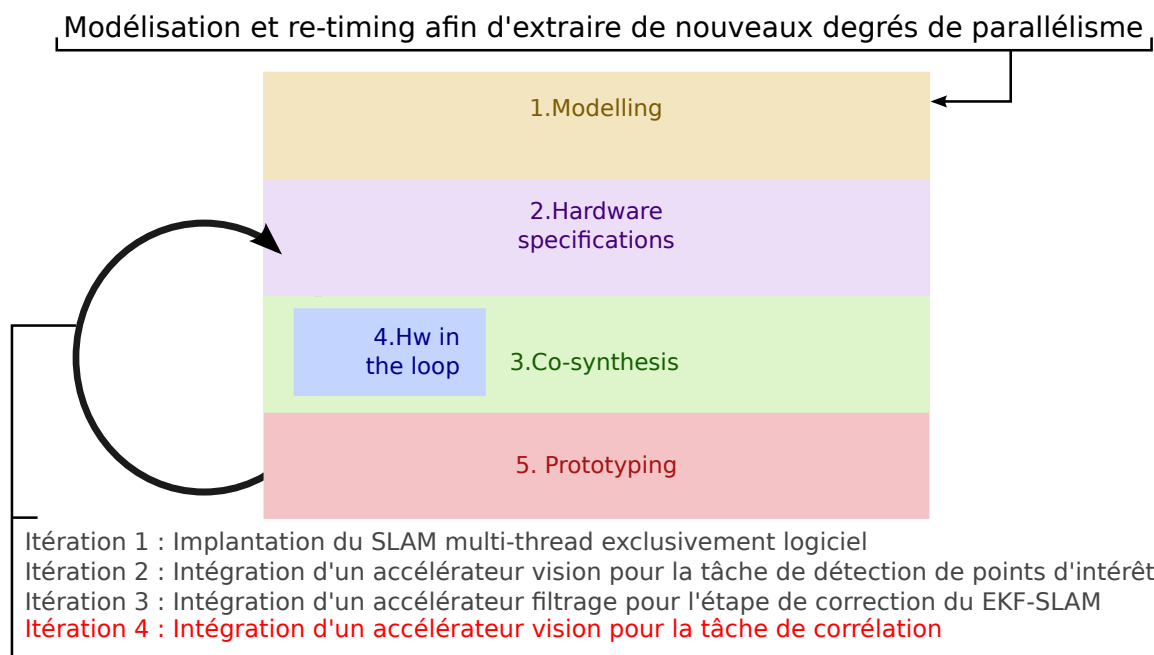 Modélisation et re-timing afin d'extraire de nouveaux degrés de parallélisme
1.Modelling
2.Hardware
specifications
4.Hw in
the loop
3.Co-synthesis
5. Prototyping
Itération 1 : Implantation du SLAM multi-thread exclusivement logiciel
Itération 2 : Intégration d'un accélérateur vision pour la tâche de détection de points d'intérêt
Itération 3 : Intégration d'un accélérateur filtrage pour l'étape de correction du EKF-SLAM
Itération 4 : Intégration d'un accélérateur vision pour la tâche de corrélation